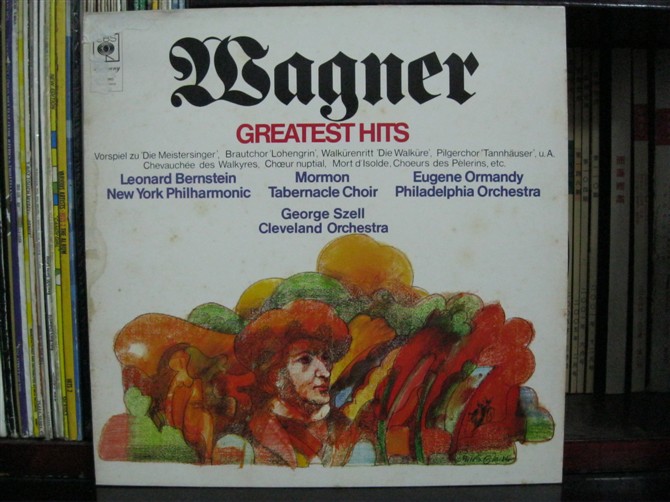 Wagner
GREATEST HITS
Vorspiel zu 'Die Meistersinger', Brautchor 'Lohengrin', Walkürenritt 'Die Walküre', Pilgerchor 'Tannhäuser', u.A.
Chevauchée des Walkyres, Chœur nuptial, Mort d'Isolde, Choeurs des Pèlerins, etc.
Leonard Bernstein
New York Philharmonic
Mormon
Tabernacle Choir
Eugene Ormandy
Philadelphia Orchestra
George Szell
Cleveland Orchestra